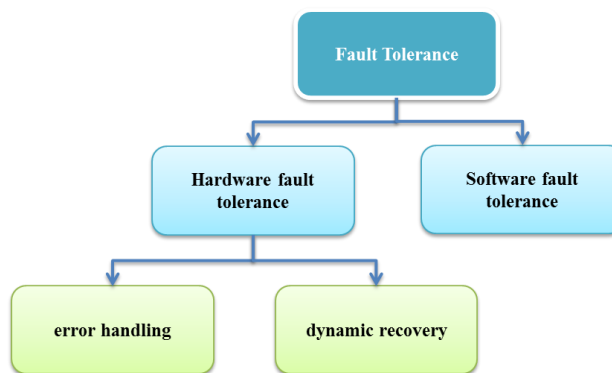 Fault Tolerance
Hardware fault
tolerance
Software fault
tolerance
error handling
dynamic recovery